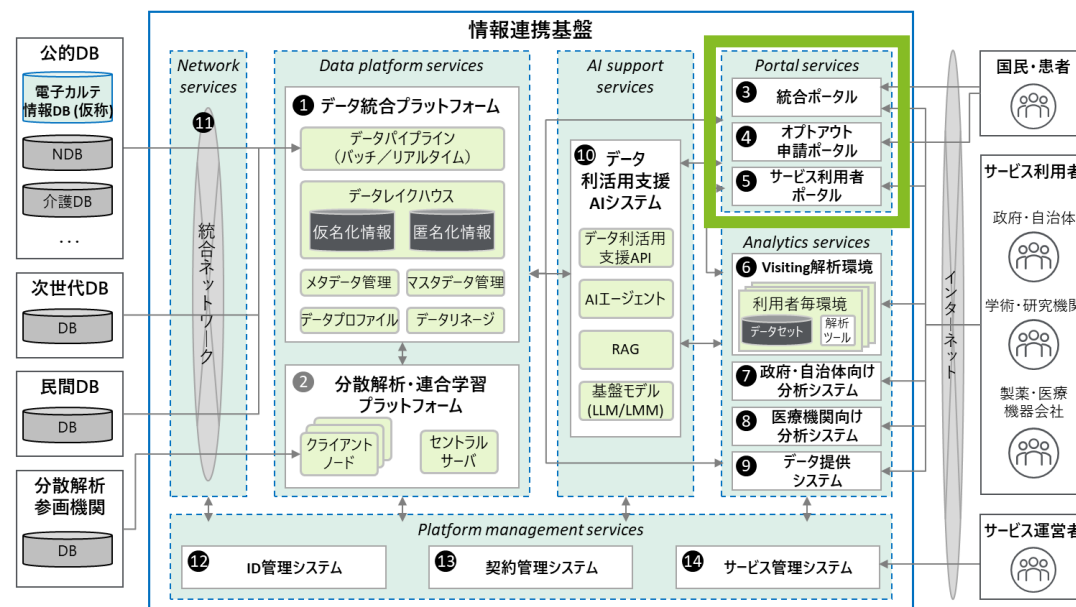 情報連携基盤
公的DB
電子カルテ
情報DB (仮称)
NDB
介護DB
...
次世代DB
DB
民間DB
DB
分散解析
参画機関
DB
Network
services
11
統合ネットワーク
Data platform services
1 データ統合プラットフォーム
データパイプライン
(バッチ／リアルタイム)
データレイクハウス
仮名化情報
匿名化情報
メタデータ管理
マスタデータ管理
データプロファイル
データリネージ
2 分散解析・連合学習
プラットフォーム
クライアント
ノード
セントラル
サーバ
AI support
services
10 データ
利活用支援
AIシステム
データ利活用
支援API
AIエージェント
RAG
基盤モデル
(LLM/LMM)
Portal services
3 統合ポータル
4 オプトアウト
申請ポータル
5 サービス利用者
ポータル
Analytics services
6 Visiting解析環境
利用者毎環境
データセット
解析
ツール
7 政府・自治体向け
分析システム
8 医療機関向け
分析システム
9 データ提供
システム
Platform management services
12 ID管理システム
13 契約管理システム
14 サービス管理システム
インターネット
国民・患者
サービス利用者
政府・自治体
学術・研究機関
製薬・医療
機器会社
サービス運営者